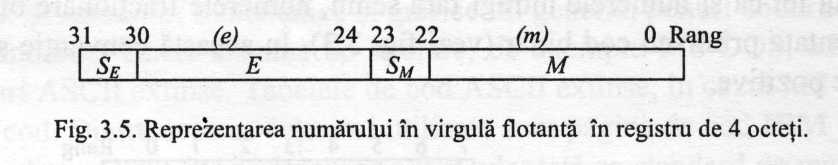 31 30 (e) 24 23 22 (m) 0 Rang
S_E E S_M M
Fig. 3.5. Reprezentarea numărului în virgulă flotantă în registru de 4 octeți.